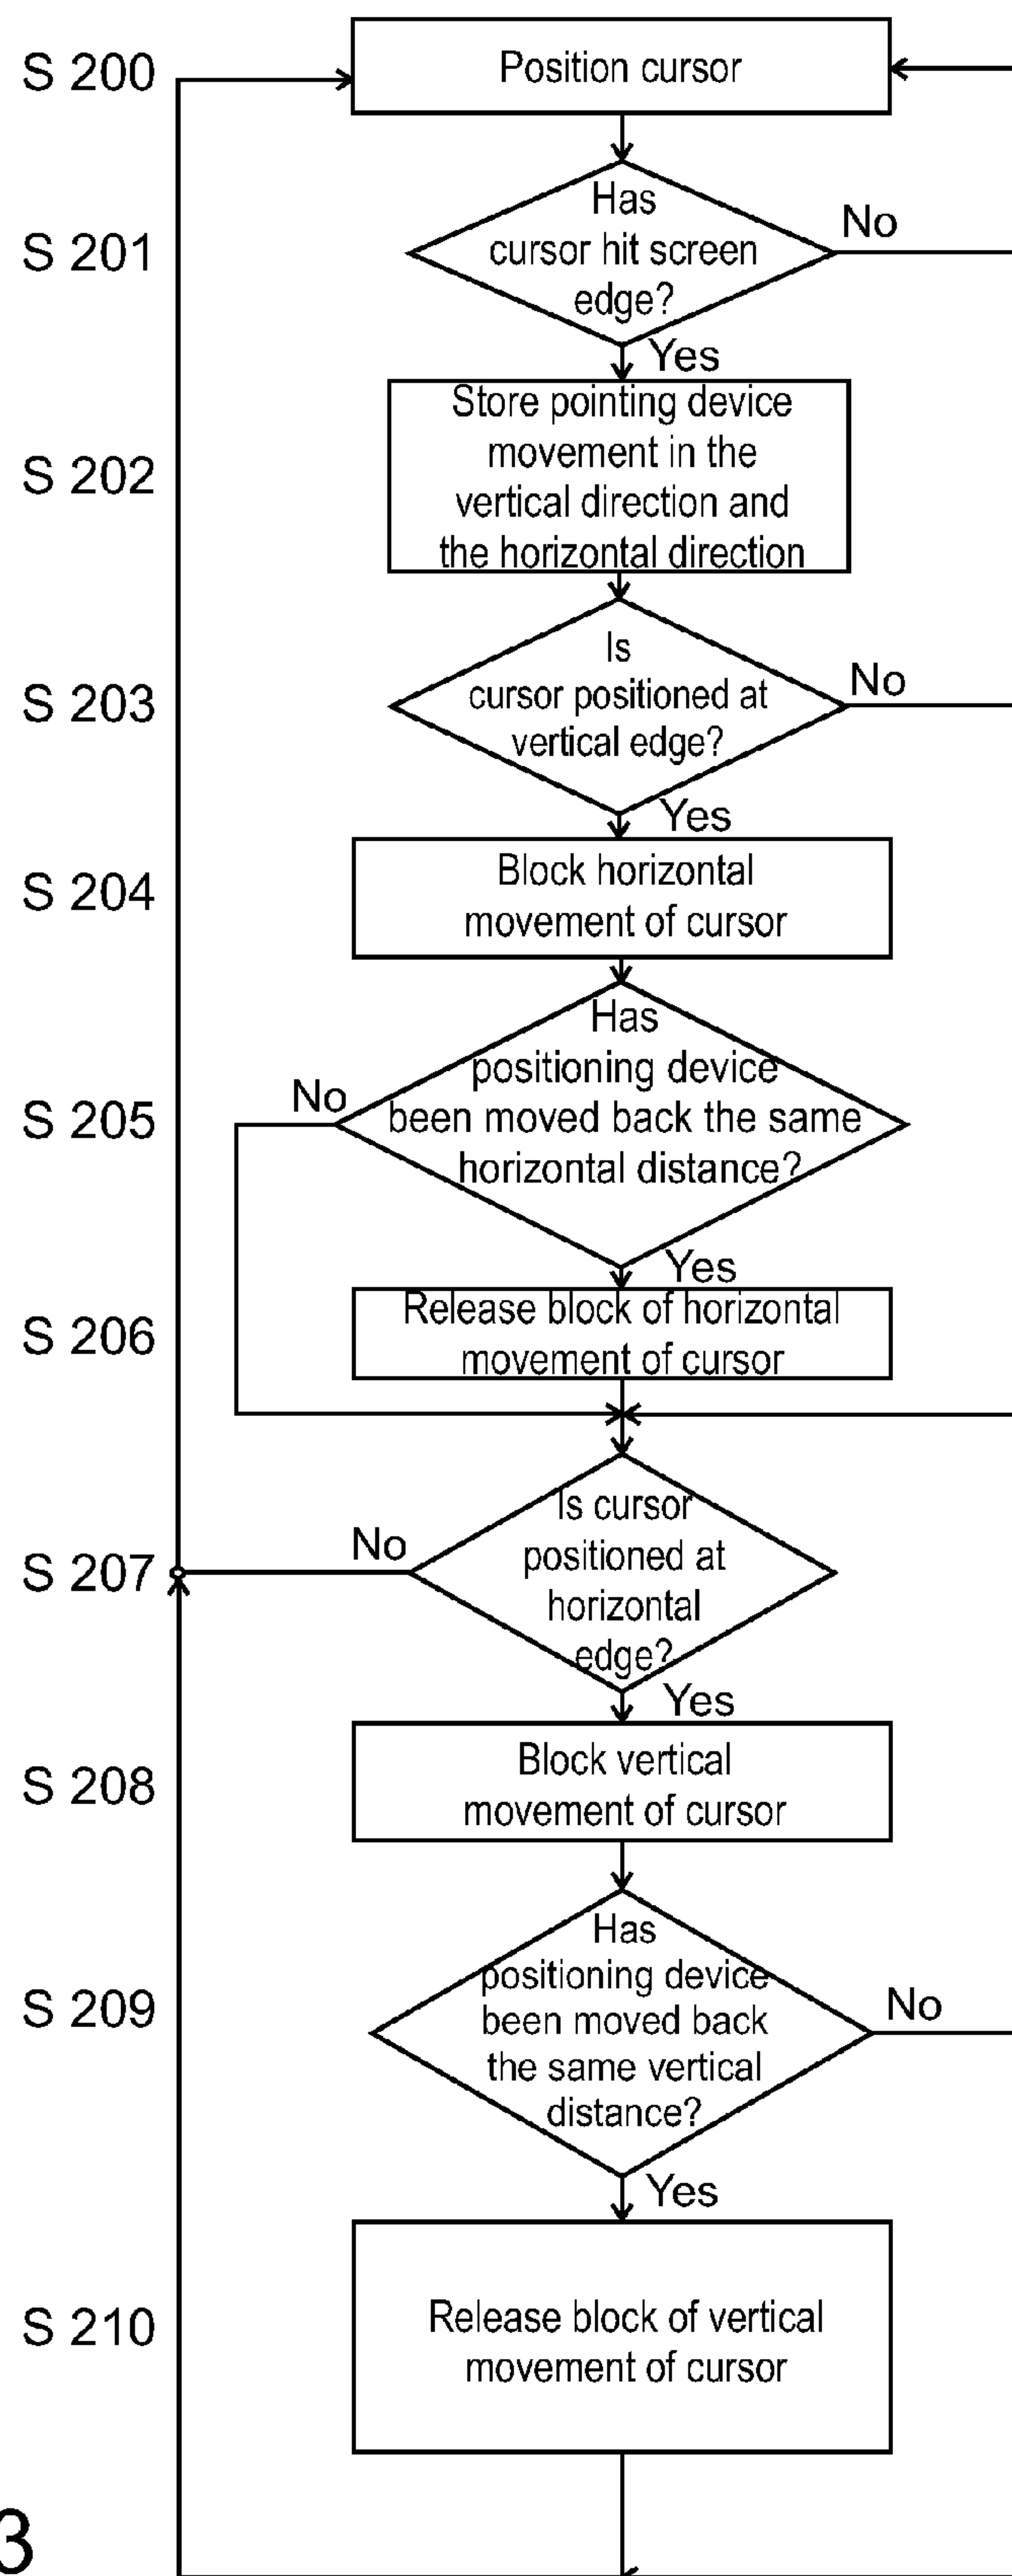 S 200
Position cursor
S 201
Has
cursor hit screen
edge?
No
Yes
S 202
Store pointing device
movement in the
vertical direction and
the horizontal direction
S 203
Is
cursor positioned at
vertical edge?
No
Yes
S 204
Block horizontal
movement of cursor
S 205
No
Has
positioning device
been moved back the same
horizontal distance?
Yes
S 206
Release block of horizontal
movement of cursor
S 207
No
Is cursor
positioned at
horizontal
edge?
Yes
S 208
Block vertical
movement of cursor
S 209
Has
positioning device
been moved back
the same vertical
distance?
No
Yes
S 210
Release block of vertical
movement of cursor
3